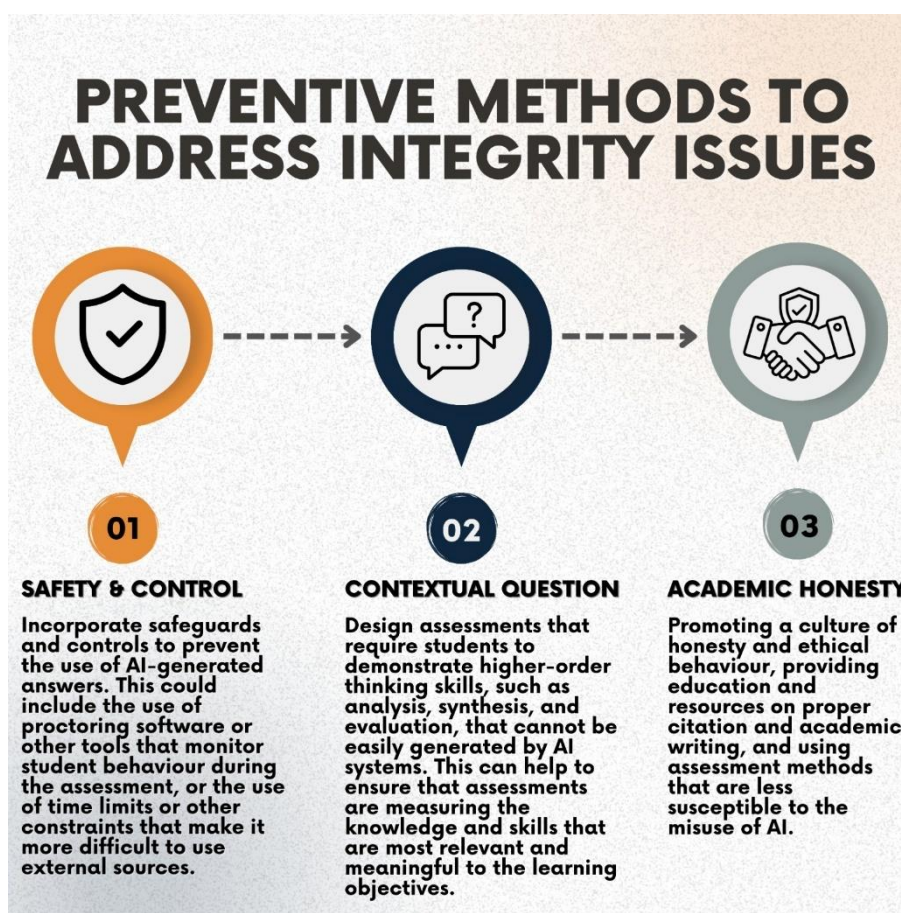 PREVENTIVE METHODS TO
ADDRESS INTEGRITY ISSUES
?
01
SAFETY & CONTROL
Incorporate safeguards
and controls to prevent
the use of AI-generated
answers. This could
include the use of
proctoring software or
other tools that monitor
student behaviour during
the assessment, or the use
of time limits or other
constraints that make it
more difficult to use
external sources.
02
CONTEXTUAL QUESTION
Design assessments that
require students to
demonstrate higher-order
thinking skills, such as
analysis, synthesis, and
evaluation, that cannot be
easily generated by AI
systems. This can help to
ensure that assessments
are measuring the
knowledge and skills that
are most relevant and
meaningful to the learning
objectives.
03
ACADEMIC HONESTY
Promoting a culture of
honesty and ethical
behaviour, providing
education and
resources on proper
citation and academic
writing, and using
assessment methods
that are less
susceptible to the
misuse of AI.